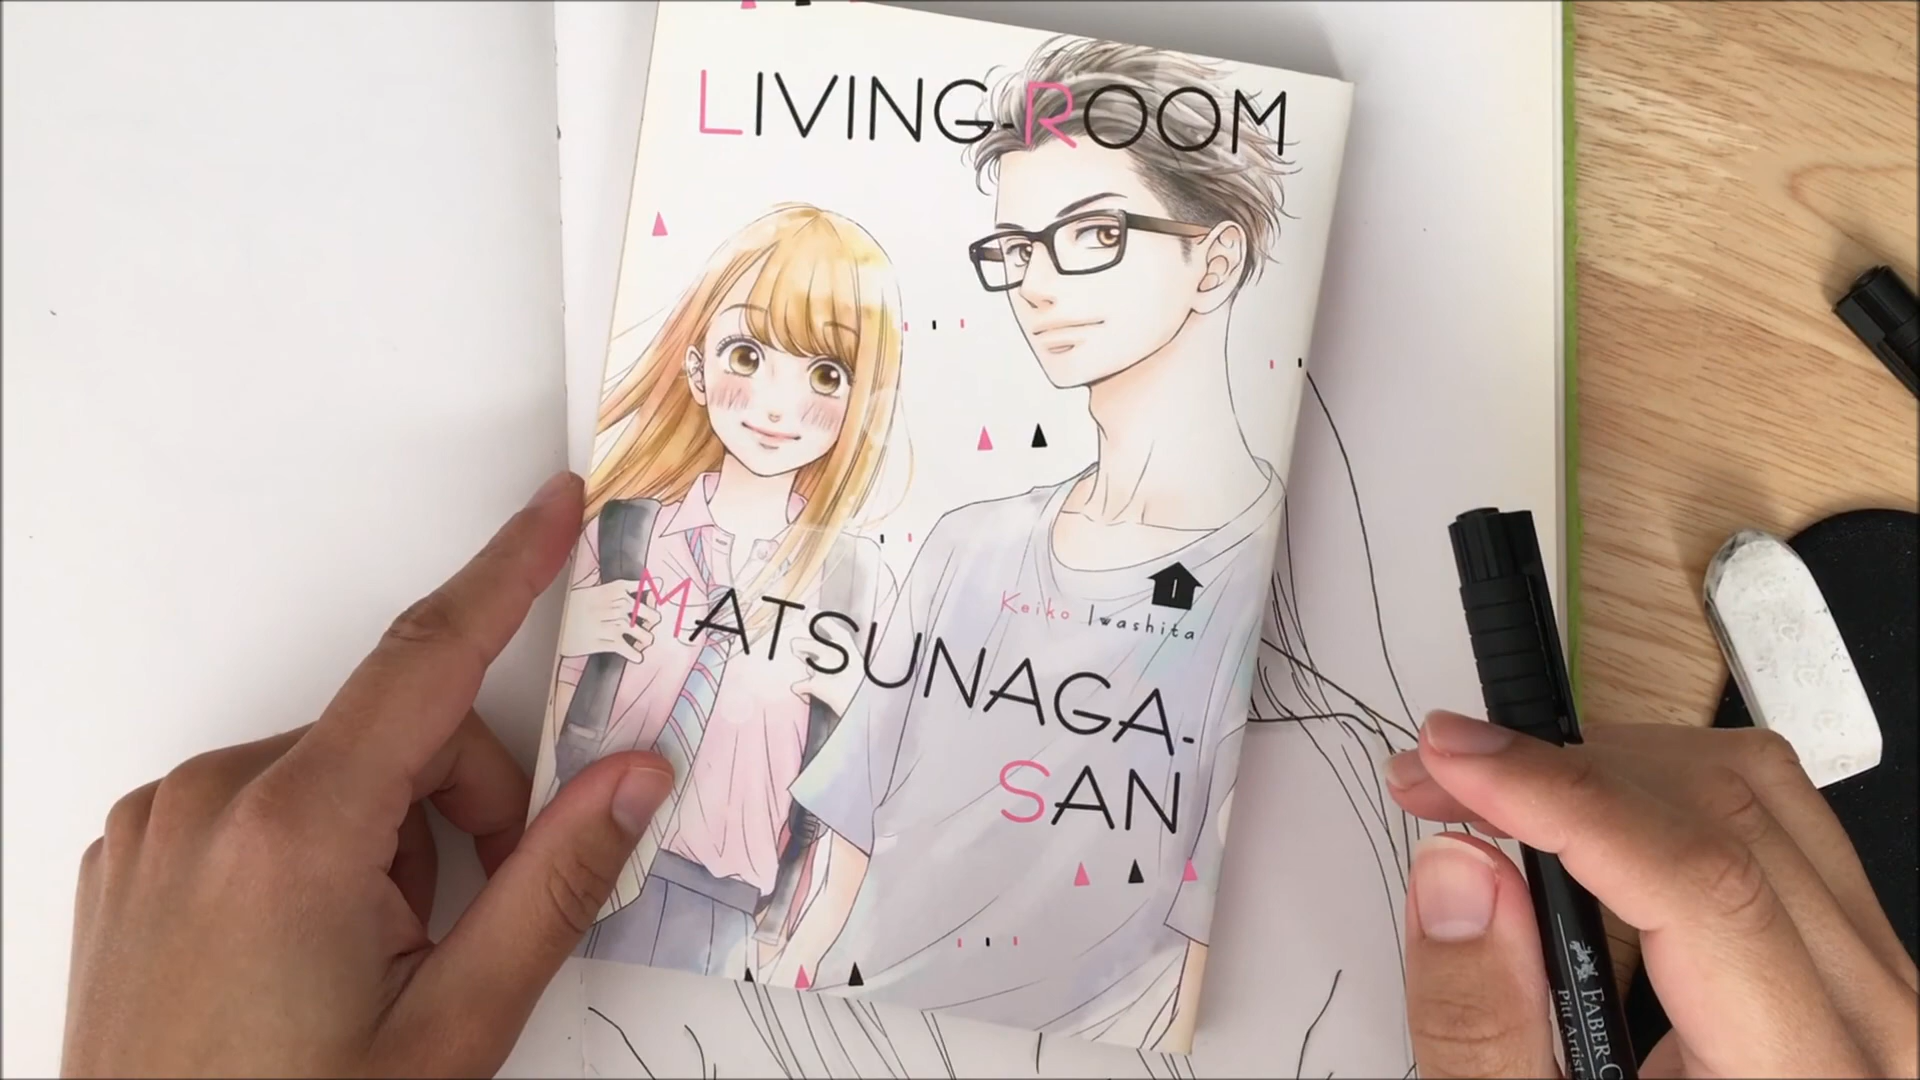 LIVING-ROOM
1
Keiko Iwashita
MATSUNAGA-
SAN
FABER-C
Pitt Artist